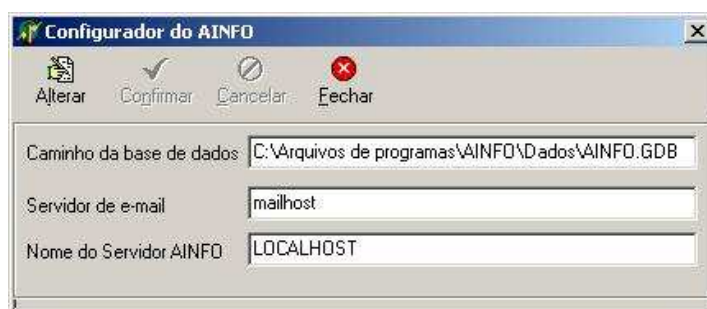 Configurador do AINFO
Alterar Confirmar Cancelar Fechar
Caminho da base de dados C:\Arquivos de programas\AINFO\Dados\AINFO.GDB
Servidor de e-mail mailhost
Nome do Servidor AINFO LOCALHOST